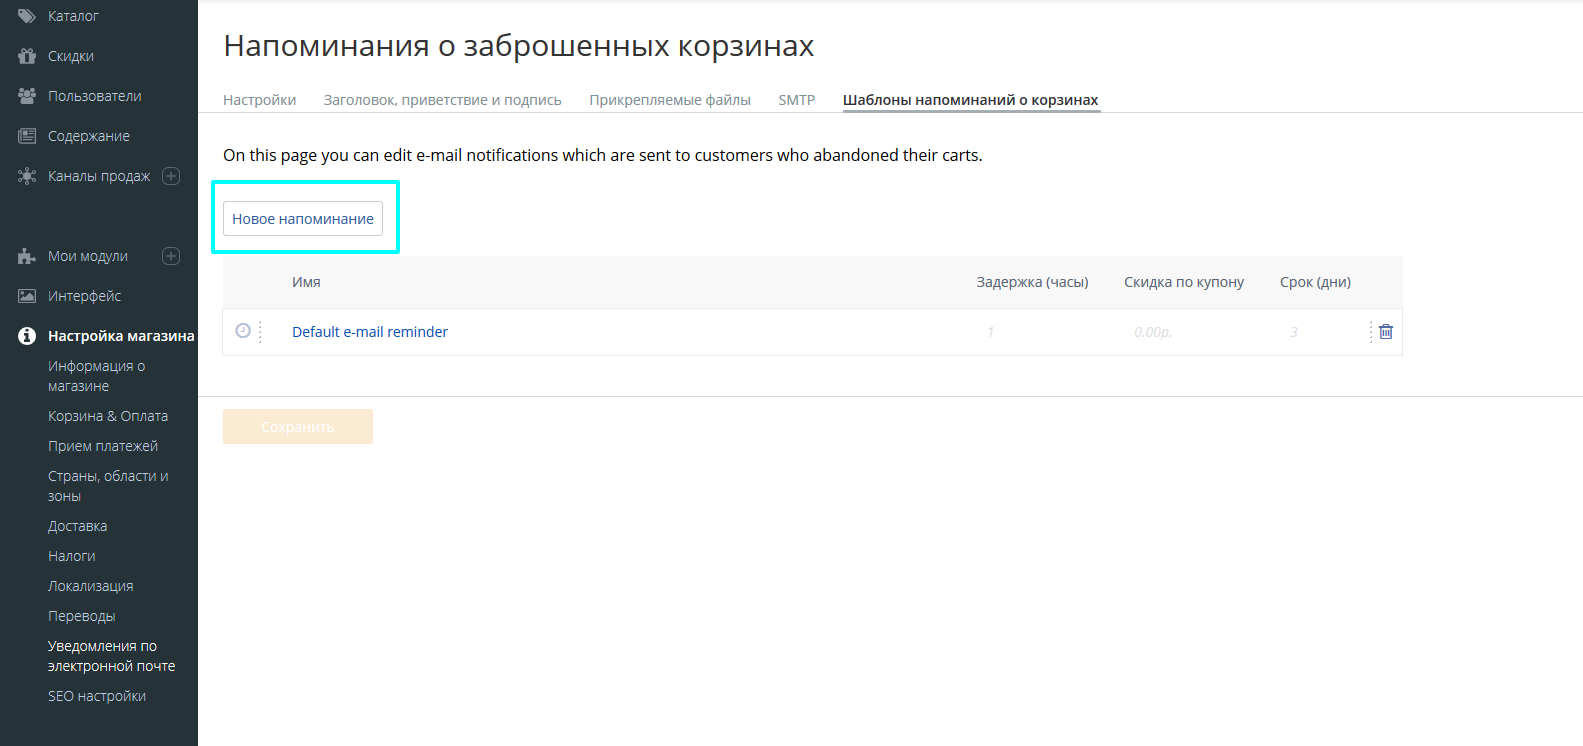 Каталог
Скидки
Пользователи
Содержание
Каналы продаж
Мои модули
Интерфейс
Настройка магазина
Информация о
магазине
Корзина & Оплата
Прием платежей
Страны, области и
зоны
Доставка
Налоги
Локализация
Переводы
Уведомления по
электронной почте
SEO настройки
Напоминания о заброшенных корзинах
Настройки Заголовок, приветствие и подпись Прикрепляемые файлы SMTP Шаблоны напоминаний о корзинах
On this page you can edit e-mail notifications which are sent to customers who abandoned their carts.
Новое напоминание
Имя Задержка (часы) Скидка по купону Срок (дни)
Default e-mail reminder 1 0.00р. 3
Сохранить